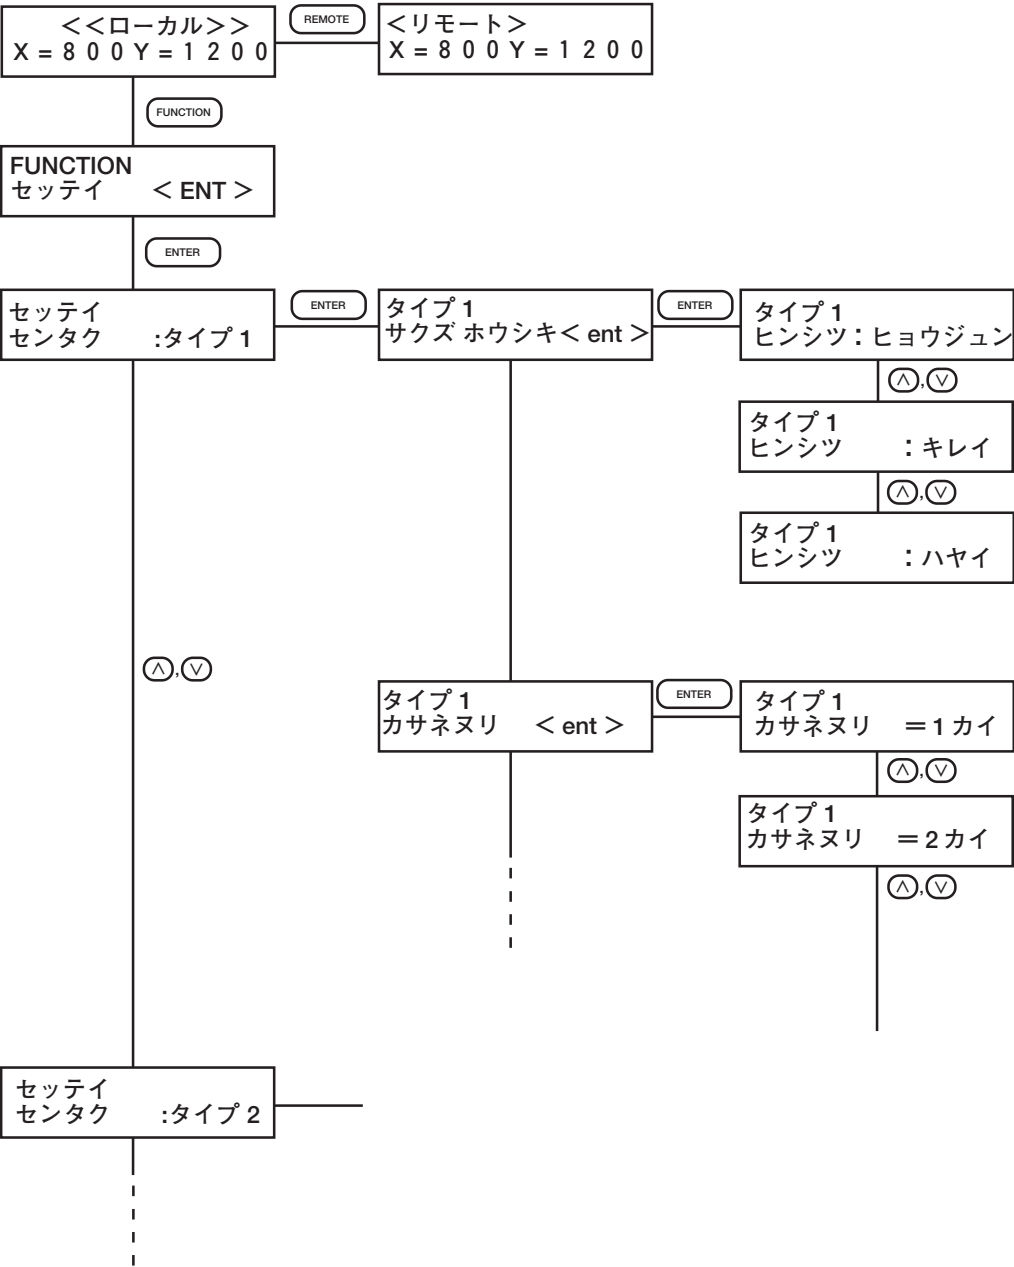 <<ローカル>>
X=800Y=1200
REMOTE
<リモート>
X=800Y=1200
FUNCTION
FUNCTION
セッテイ <ENT>
ENTER
セッテイ
センタク :タイプ1
ENTER
タイプ1
サクズ ホウシキ<ent>
ENTER
タイプ1
ヒンシツ:ヒョウジュン
∧,∨
タイプ1
ヒンシツ :キレイ
∧,∨
タイプ1
ヒンシツ :ハヤイ
∧,∨
タイプ1
カサネヌリ <ent>
ENTER
タイプ1
カサネヌリ =1カイ
∧,∨
タイプ1
カサネヌリ =2カイ
∧,∨
セッテイ
センタク :タイプ2